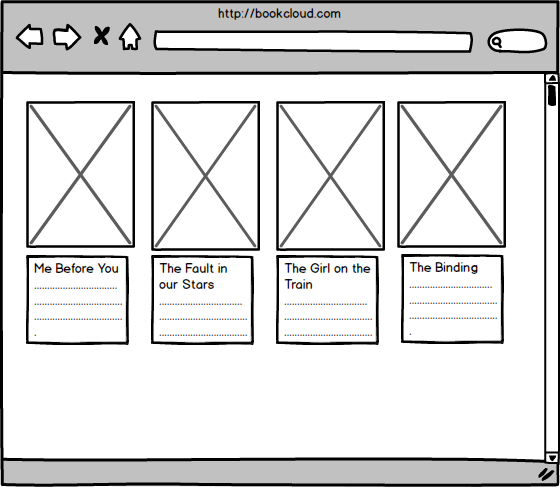 http://bookcloud.com
Me Before You
The Fault in
our Stars
The Girl on the
Train
The Binding